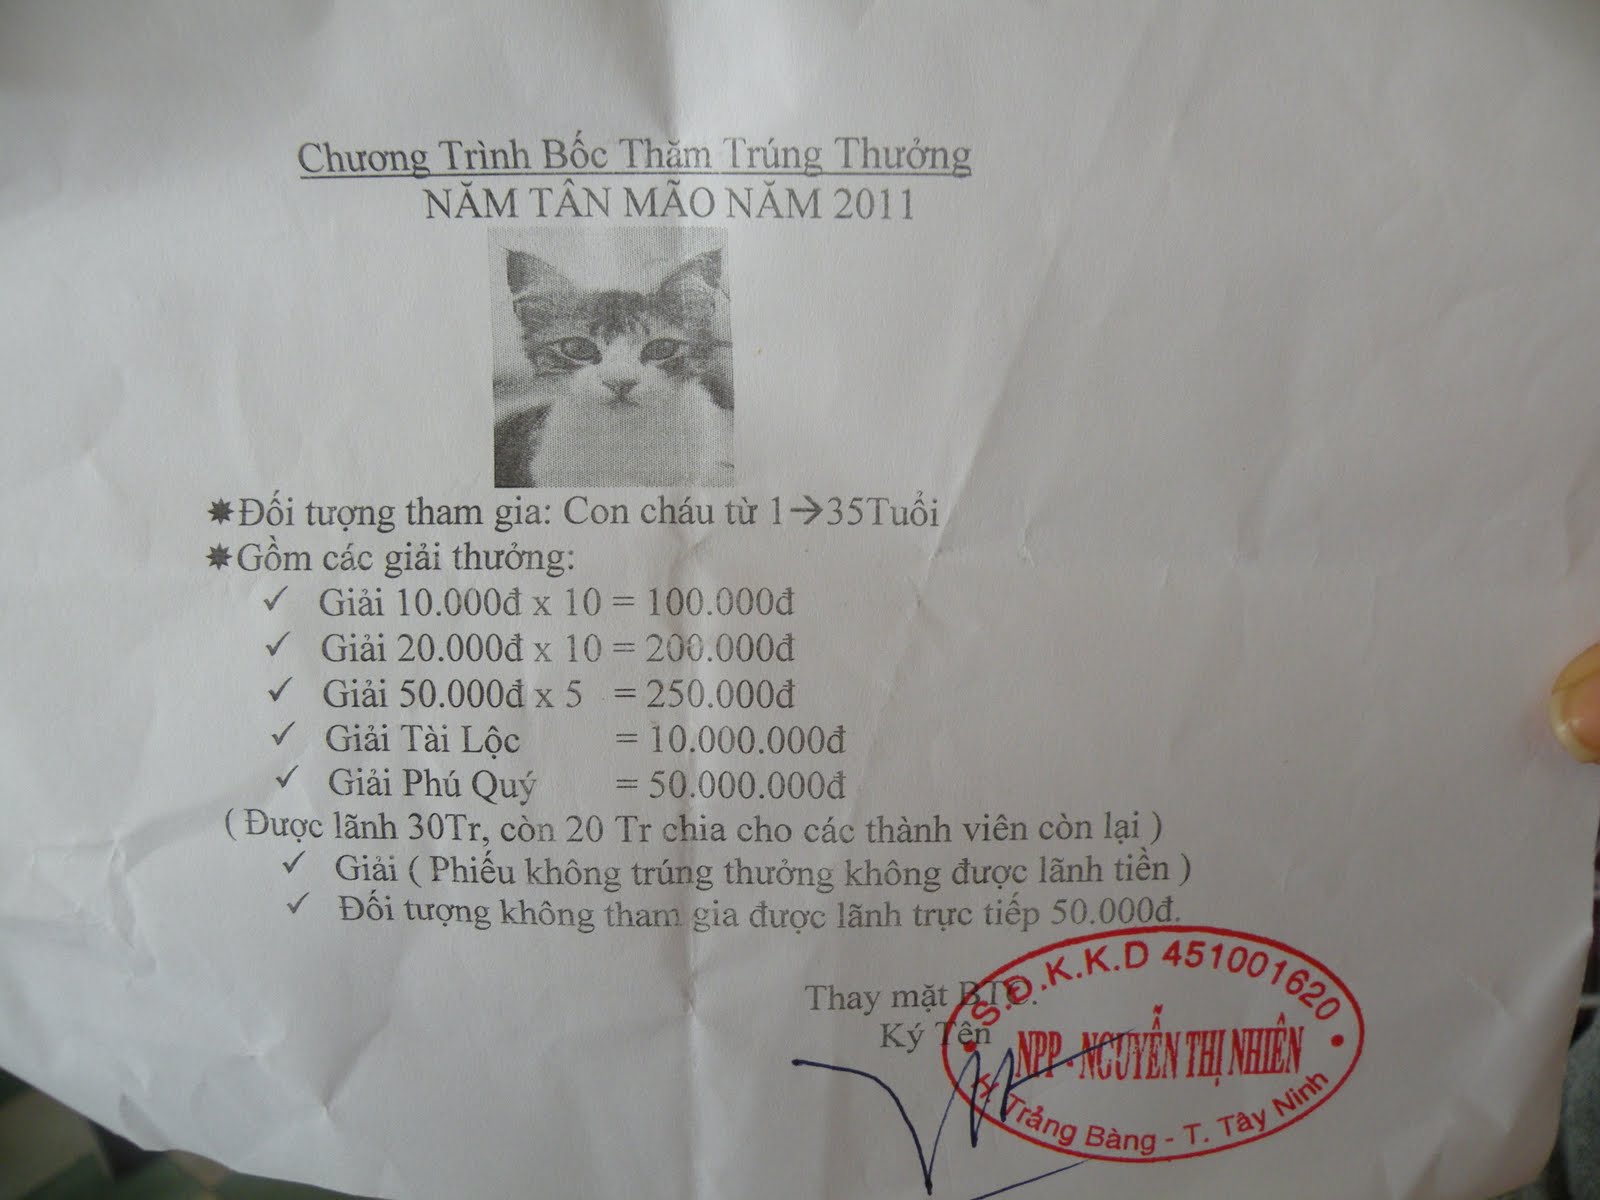 Chương Trình Bốc Thăm Trúng Thưởng
NĂM TÂN MÃO NĂM 2011
Đối tượng tham gia: Con cháu từ 1→35Tuổi
Gồm các giải thưởng:
✓ Giải 10.000đ x 10 = 100.000đ
✓ Giải 20.000đ x 10 = 200.000đ
✓ Giải 50.000đ x 5 = 250.000đ
✓ Giải Tài Lộc = 10.000.000đ
✓ Giải Phú Quý = 50.000.000đ
( Được lãnh 30Tr, còn 20 Tr chia cho các thành viên còn lại )
✓ Giải ( Phiếu không trúng thưởng không được lãnh tiền )
✓ Đối tượng không tham gia được lãnh trực tiếp 50.000đ.
Thay mặt BTC.
Ký Tên
S.Đ.K.K.D 451001620
NPP - NGUYỄN THỊ NHIÊN
H. Trảng Bàng - T. Tây Ninh